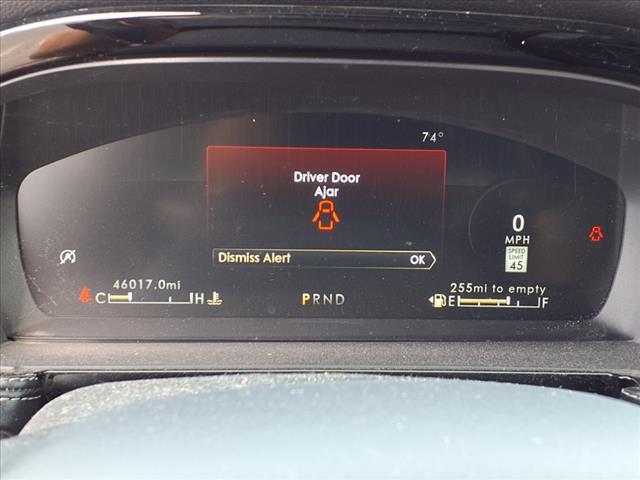 74°
Driver Door
Ajar
0
MPH
SPEED
LIMIT
45
Dismiss Alert OK
46017.0mi
C H
PRND
255mi to empty
E F